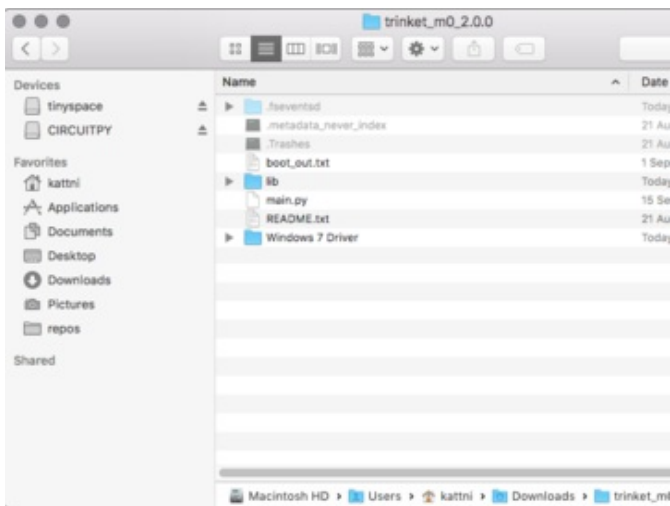 trinket_m0_2.0.0
Devices
tinyspace
CIRCUITPY
Favorites
kattni
Applications
Documents
Desktop
Downloads
Pictures
repos
Shared
Name Date
.fseventsd Today
.metadata_never_index 21 Au
.Trashes 21 Au
boot_out.txt 1 Sep
lib Today
main.py 15 Se
README.txt 21 Au
Windows 7 Driver Today
Macintosh HD Users kattni Downloads trinket_m0